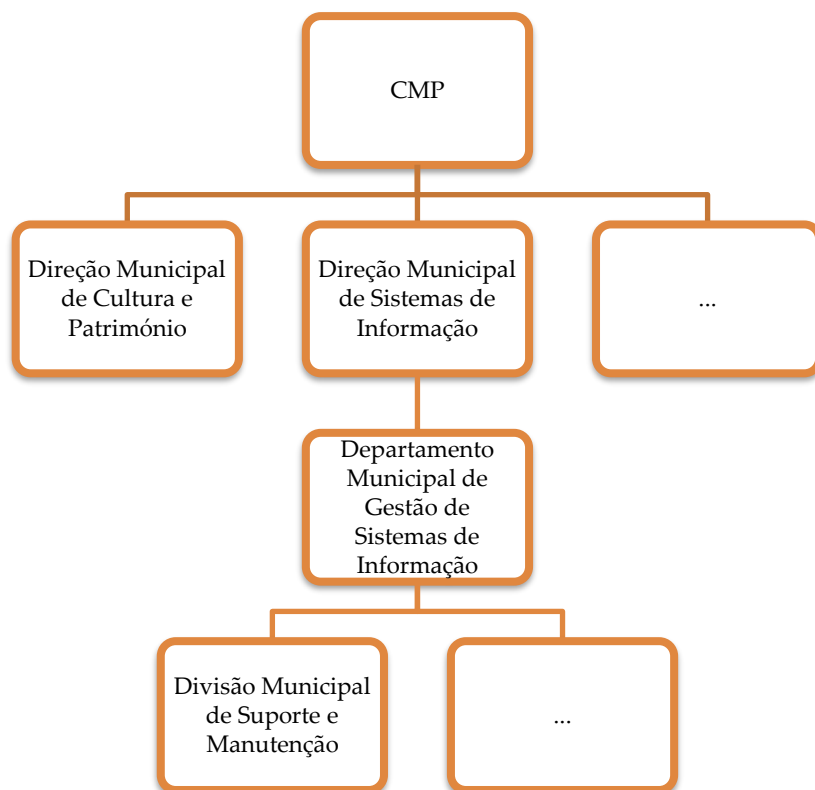 CMP
Direção Municipal
de Cultura e
Património
Direção Municipal
de Sistemas de
Informação
...
Departamento
Municipal de
Gestão de
Sistemas de
Informação
Divisão Municipal
de Suporte e
Manutenção
...